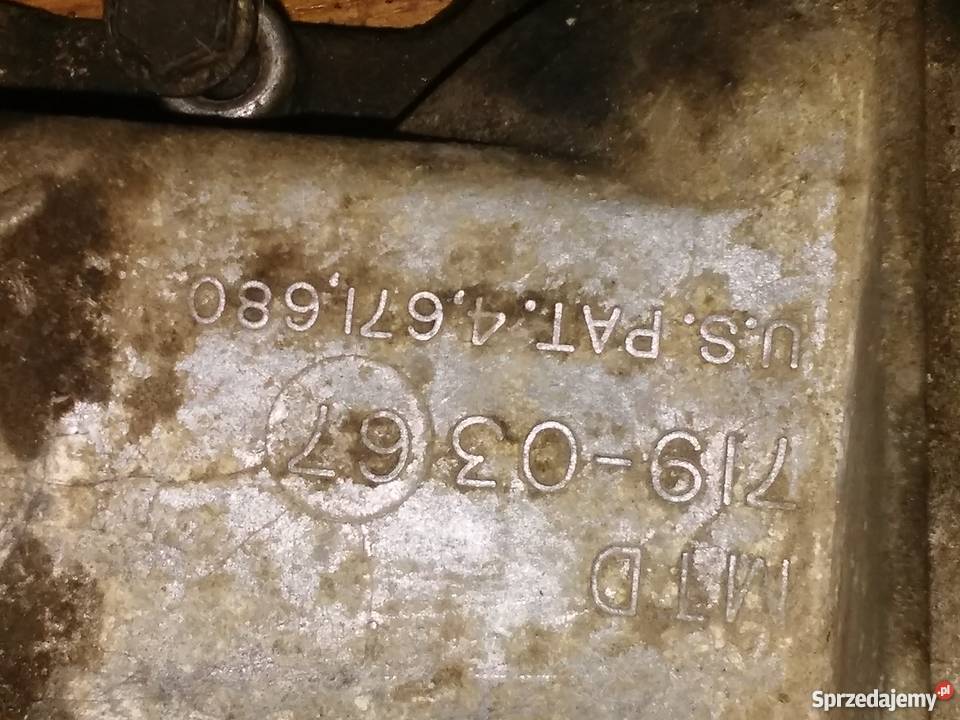 MTD
719-0367
U.S. PAT. 4,671,680
Sprzedajemy.pl